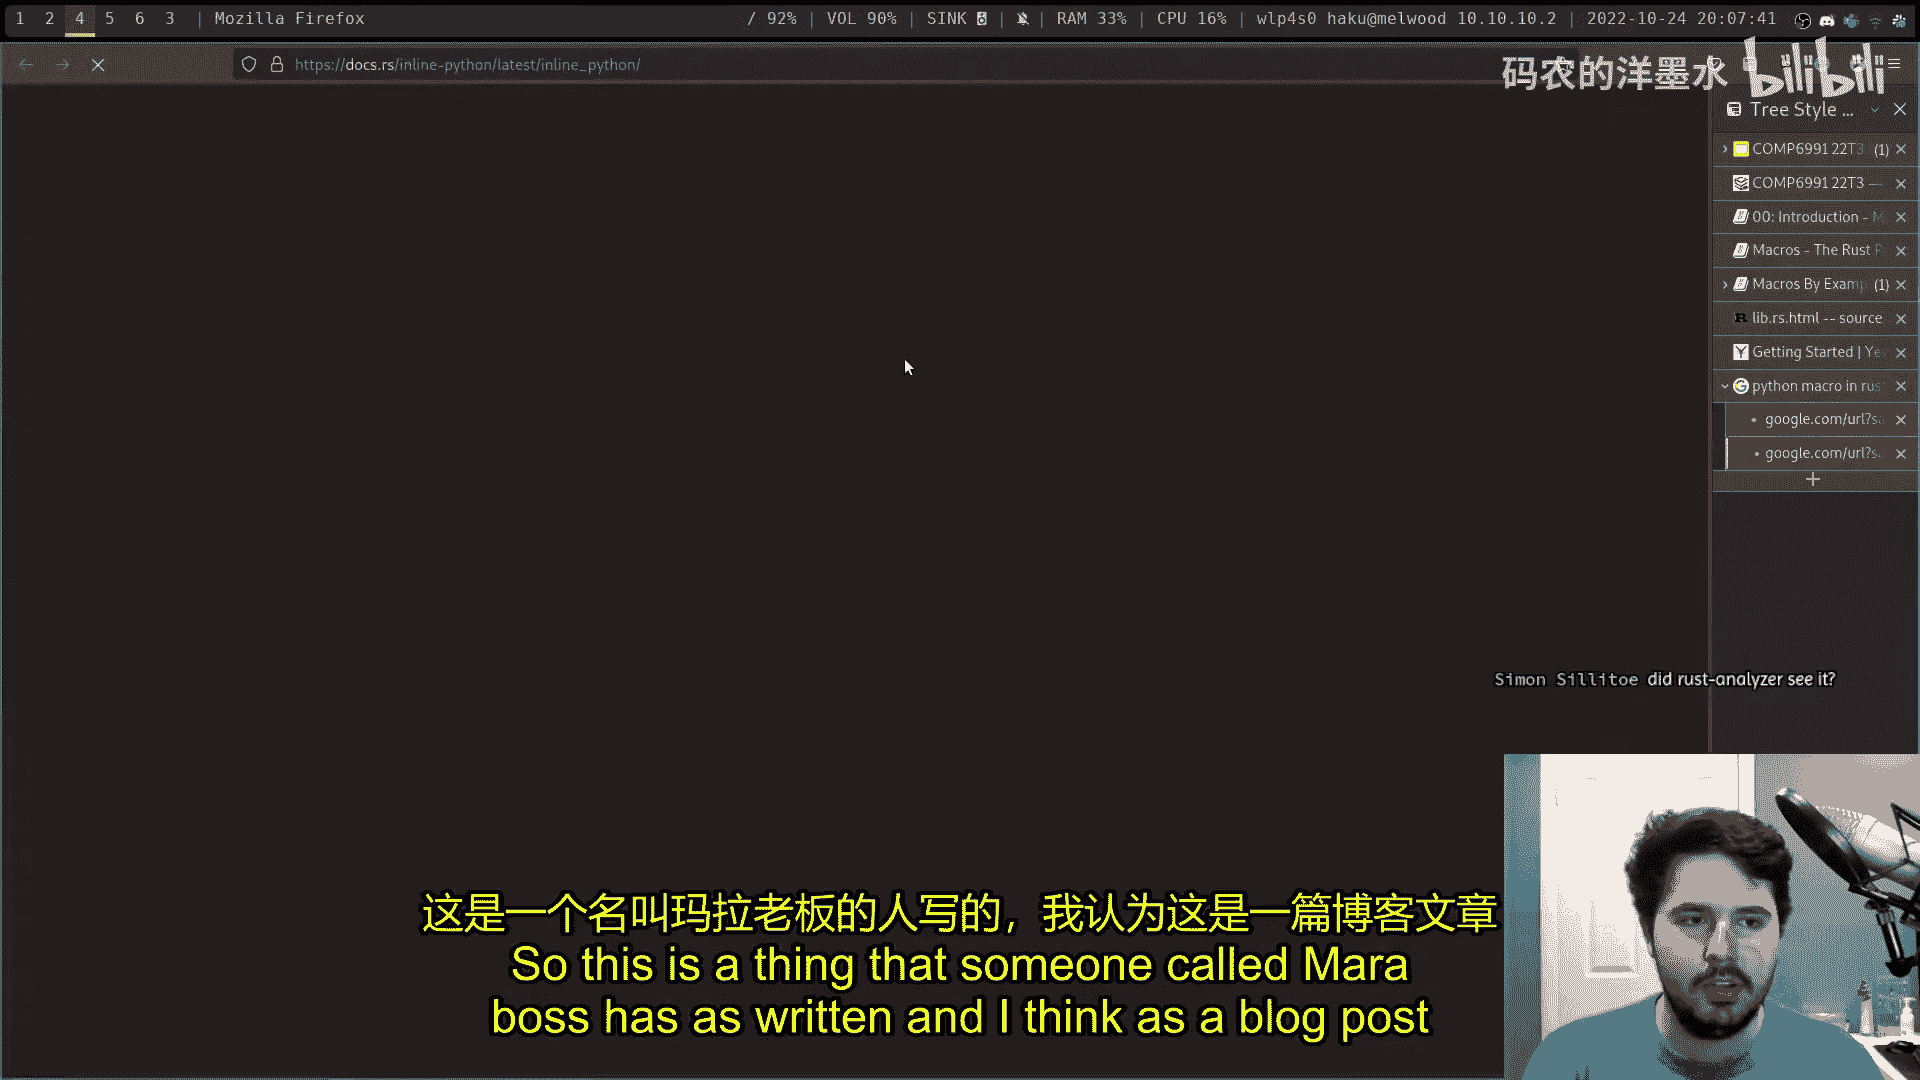 1 2 4 5 6 3 | Mozilla Firefox
/ 92% | VOL 90% | SINK | | RAM 33% | CPU 16% | wlp4s0 haku@melwood 10.10.10.2 | 2022-10-24 20:07:41
https://docs.rs/inline-python/latest/inline_python/
码农的洋墨水 bilibili
Tree Style ...
COMP6991 22T3 (1)
COMP6991 22T3 —
00: Introduction - M
Macros - The Rust P
Macros By Examp (1)
lib.rs.html -- source
Getting Started | Ye
python macro in rus
google.com/url?sa
google.com/url?sa
Simon Sillitoe did rust-analyzer see it?
这是一个名叫玛拉老板的人写的，我认为这是一篇博客文章
So this is a thing that someone called Mara
boss has as written and I think as a blog post